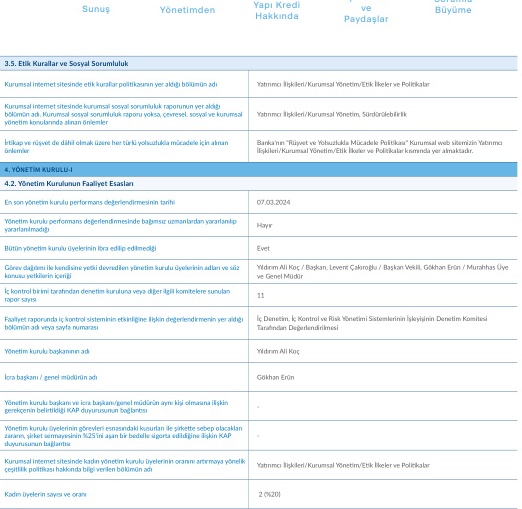 Sunuş
Yönetimden
Yapı Kredi
Hakkında
ve
Paydaşlar
Büyüme
3.5. Etik Kurallar ve Sosyal Sorumluluk
Kurumsal internet sitesinde etik kurallar politikasının yer aldığı bölümün adı
Yatırımcı İlişkileri/Kurumsal Yönetim/Etik İlkeler ve Politikalar
Kurumsal internet sitesinde kurumsal sosyal sorumluluk raporunun yer aldığı
bölümün adı. Kurumsal sosyal sorumluluk raporu yoksa, çevresel, sosyal ve kurumsal
yönetim konularında alınan önlemler
Yatırımcı İlişkileri/Kurumsal Yönetim, Sürdürülebilirlik
İrtikap ve rüşvet de dâhil olmak üzere her türlü yolsuzlukla mücadele için alınan
önlemler
Banka'nın "Rüşvet ve Yolsuzlukla Mücadele Politikası" Kurumsal web sitemizin Yatırımcı
İlişkileri/Kurumsal Yönetim/Etik İlkeler ve Politikalar kısmında yer almaktadır.
4. YÖNETİM KURULU-I
4.2. Yönetim Kurulunun Faaliyet Esasları
En son yönetim kurulu performans değerlendirmesinin tarihi
07.03.2024
Yönetim kurulu performans değerlendirmesinde bağımsız uzmanlardan yararlanılıp
yararlanılmadığı
Hayır
Bütün yönetim kurulu üyelerinin ibra edilip edilmediği
Evet
Görev dağılımı ile kendisine yetki devredilen yönetim kurulu üyelerinin adları ve söz
konusu yetkilerin içeriği
Yıldırım Ali Koç / Başkan, Levent Çakıroğlu / Başkan Vekili, Gökhan Erün / Murahhas Üye
ve Genel Müdür
İç kontrol birimi tarafından denetim kuruluna veya diğer ilgili komitelere sunulan
rapor sayısı
11
Faaliyet raporunda iç kontrol sisteminin etkinliğine ilişkin değerlendirmenin yer aldığı
bölümün adı veya sayfa numarası
İç Denetim, İç Kontrol ve Risk Yönetimi Sistemlerinin İşleyişinin Denetim Komitesi
Tarafından Değerlendirilmesi
Yönetim kurulu başkanının adı
Yıldırım Ali Koç
İcra başkanı / genel müdürün adı
Gökhan Erün
Yönetim kurulu başkanı ve icra başkanı/genel müdürün aynı kişi olmasına ilişkin
gerekçenin belirtildiği KAP duyurusunun bağlantısı
-
Yönetim kurulu üyelerinin görevleri esnasındaki kusurları ile şirkette sebep olacakları
zararın, şirket sermayesinin %25'ini aşan bir bedelle sigorta edildiğine ilişkin KAP
duyurusunun bağlantısı
-
Kurumsal internet sitesinde kadın yönetim kurulu üyelerinin oranını artırmaya yönelik
çeşitlilik politikası hakkında bilgi verilen bölümün adı
Yatırımcı İlişkileri/Kurumsal Yönetim/Etik İlkeler ve Politikalar
Kadın üyelerin sayısı ve oranı
2 (%20)